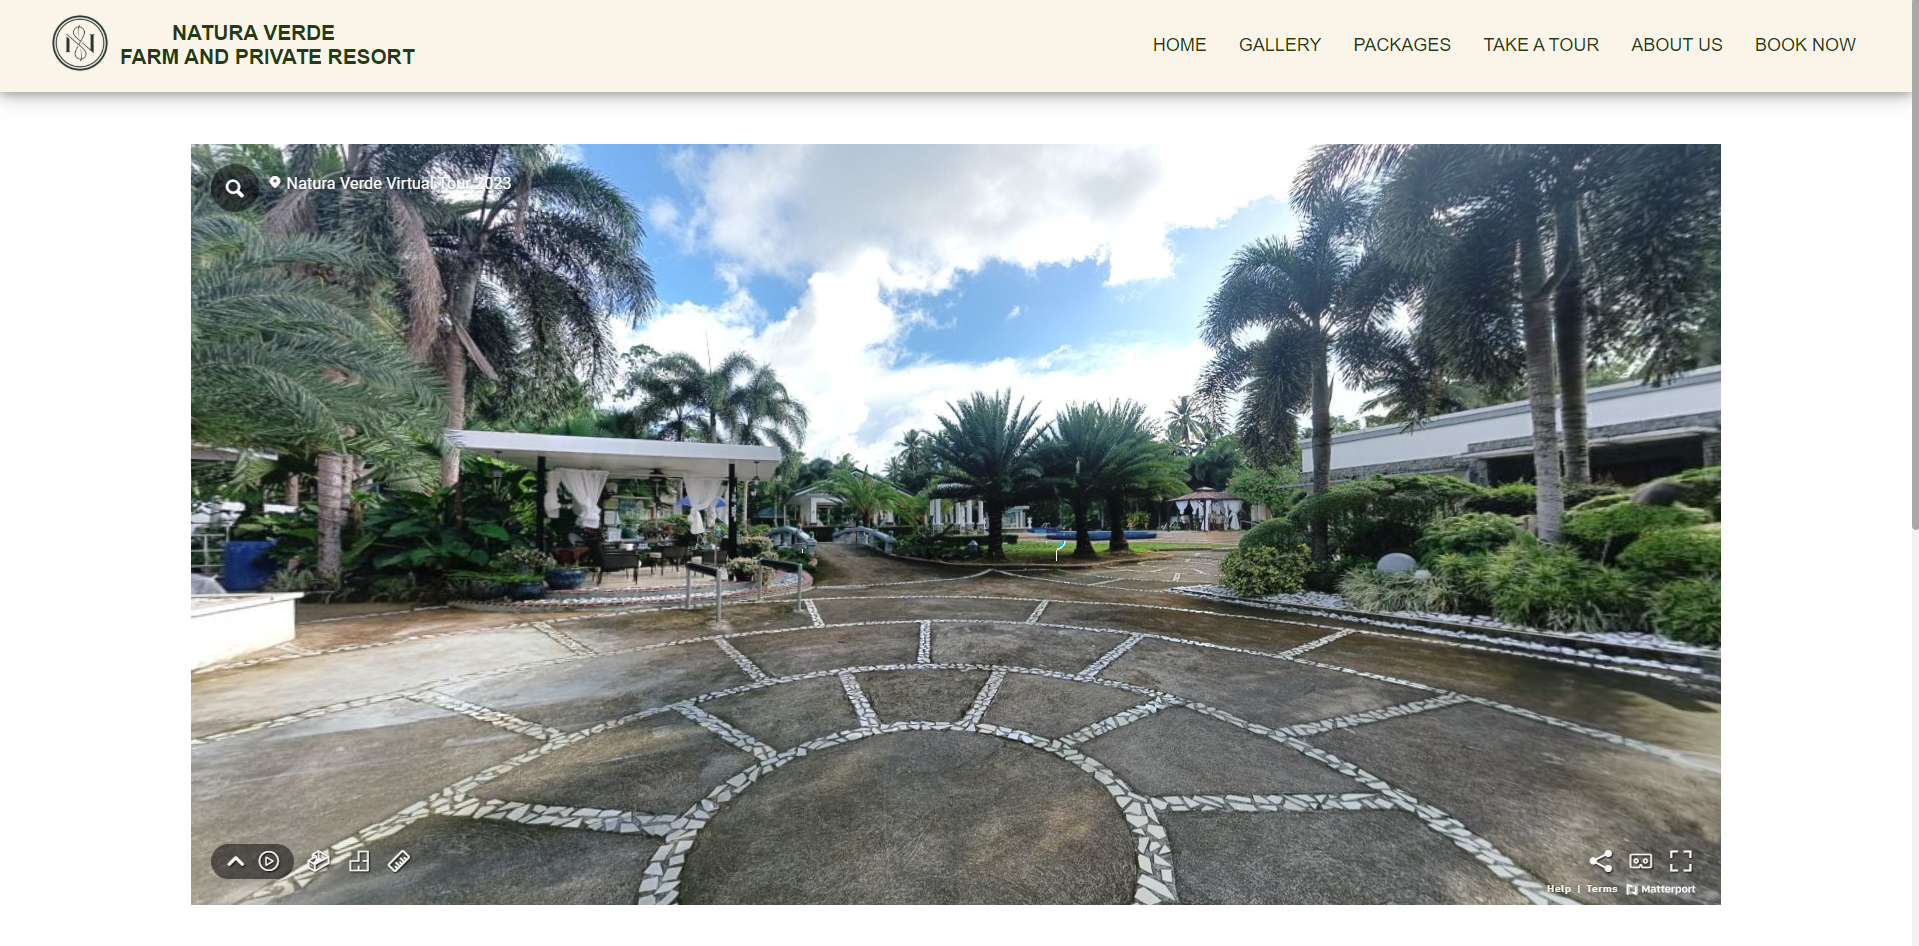 NATURA VERDE
FARM AND PRIVATE RESORT
HOME GALLERY PACKAGES TAKE A TOUR ABOUT US BOOK NOW
Natura Verde Virtual Tour 2023
Help | Terms Matterport